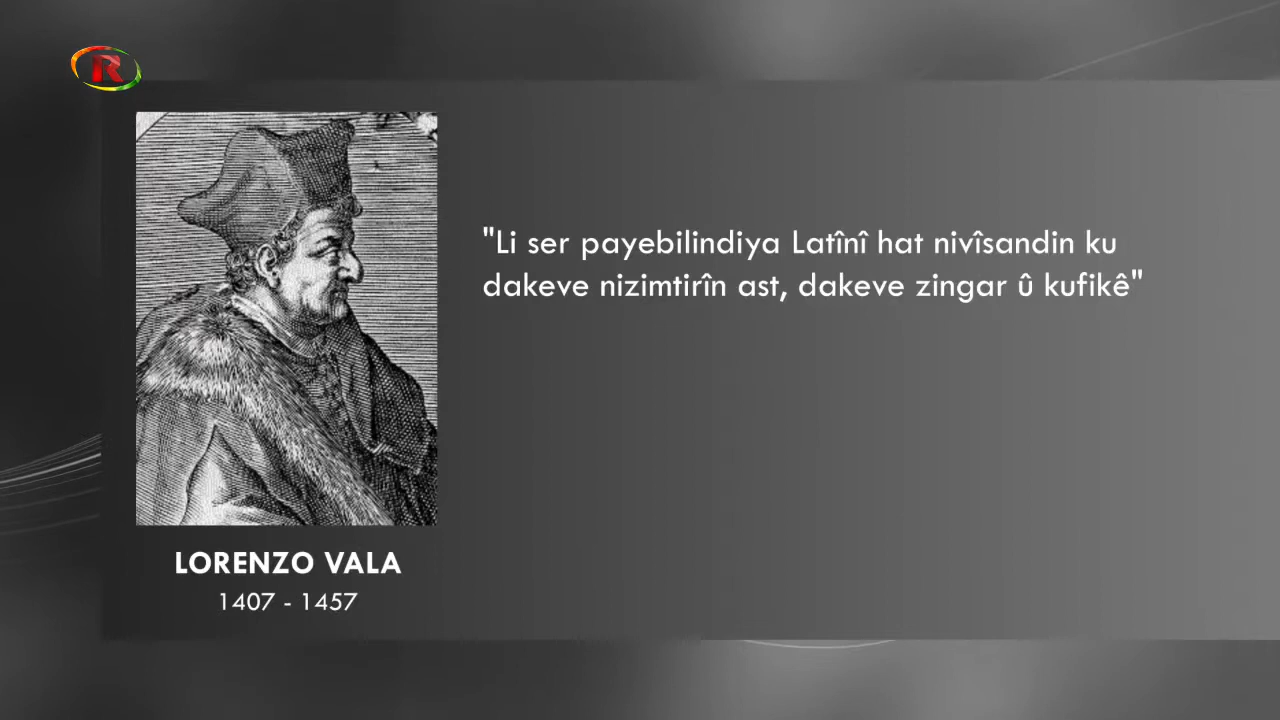 R
"Li ser payebilindiya Latînî hat nivîsandin ku
dakeve nizimtirîn ast, dakeve zingar û kufikê"
LORENZO VALA
1407 - 1457